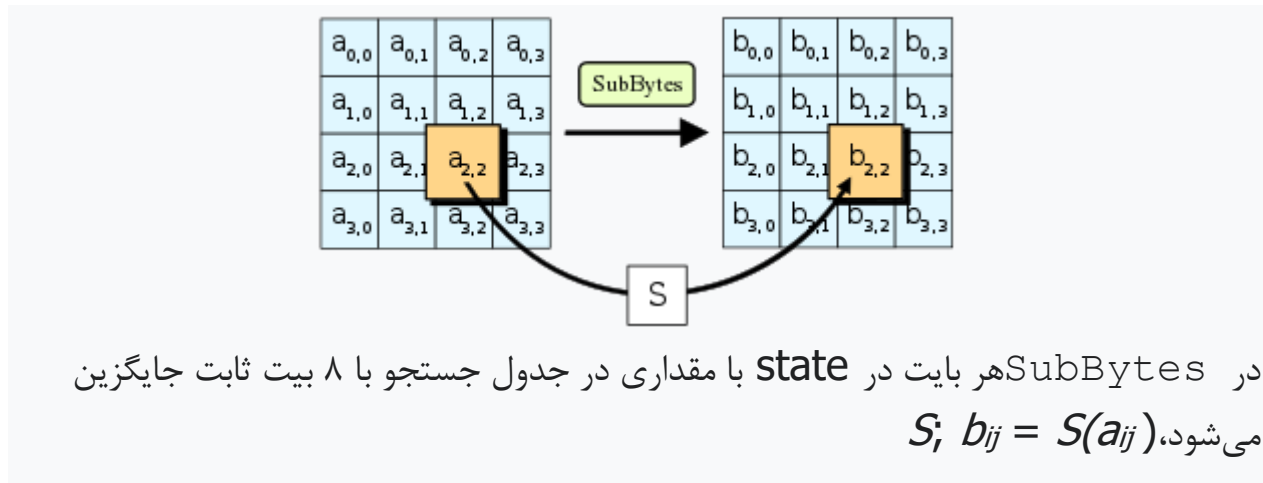 a0,0 a0,1 a0,2 a0,3 b0,0 b0,1 b0,2 b0,3
SubBytes
a1,0 a1,1 a1,2 a1,3 b1,0 b1,1 b1,2 b1,3
a2,0 a2,1 a2,2 a2,3 b2,0 b2,1 b2,2 b2,3
a3,0 a3,1 a3,2 a3,3 b3,0 b3,1 b3,2 b3,3
S
در SubBytes هر بایت در state با مقداری در جدول جستجو با ۸ بیت ثابت جایگزین
می‌شود، S; bij = S(aij)